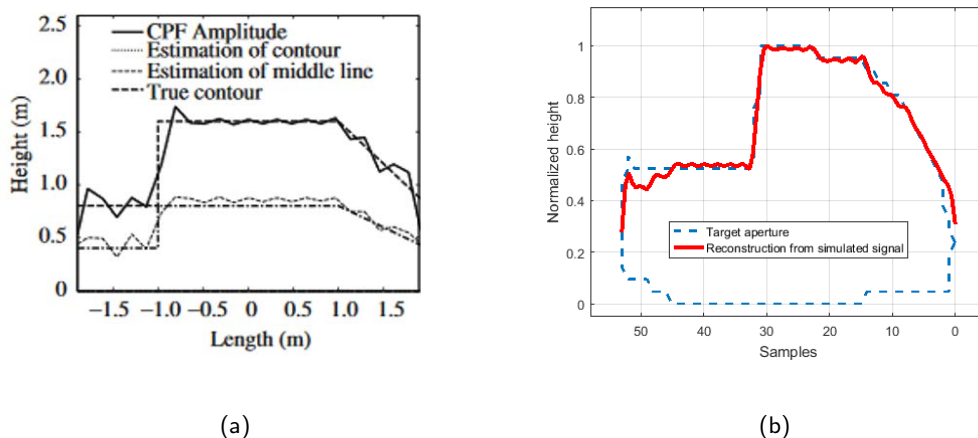 2.5
2.0
1.5
1.0
0.5
0
CPF Amplitude
Estimation of contour
Estimation of middle line
True contour
Height (m)
−1.5 −1.0 −0.5 0 0.5 1.0 1.5
Length (m)
(a)
1
0.8
0.6
0.4
0.2
0
Normalized height
Target aperture
Reconstruction from simulated signal
50 40 30 20 10 0
Samples
(b)